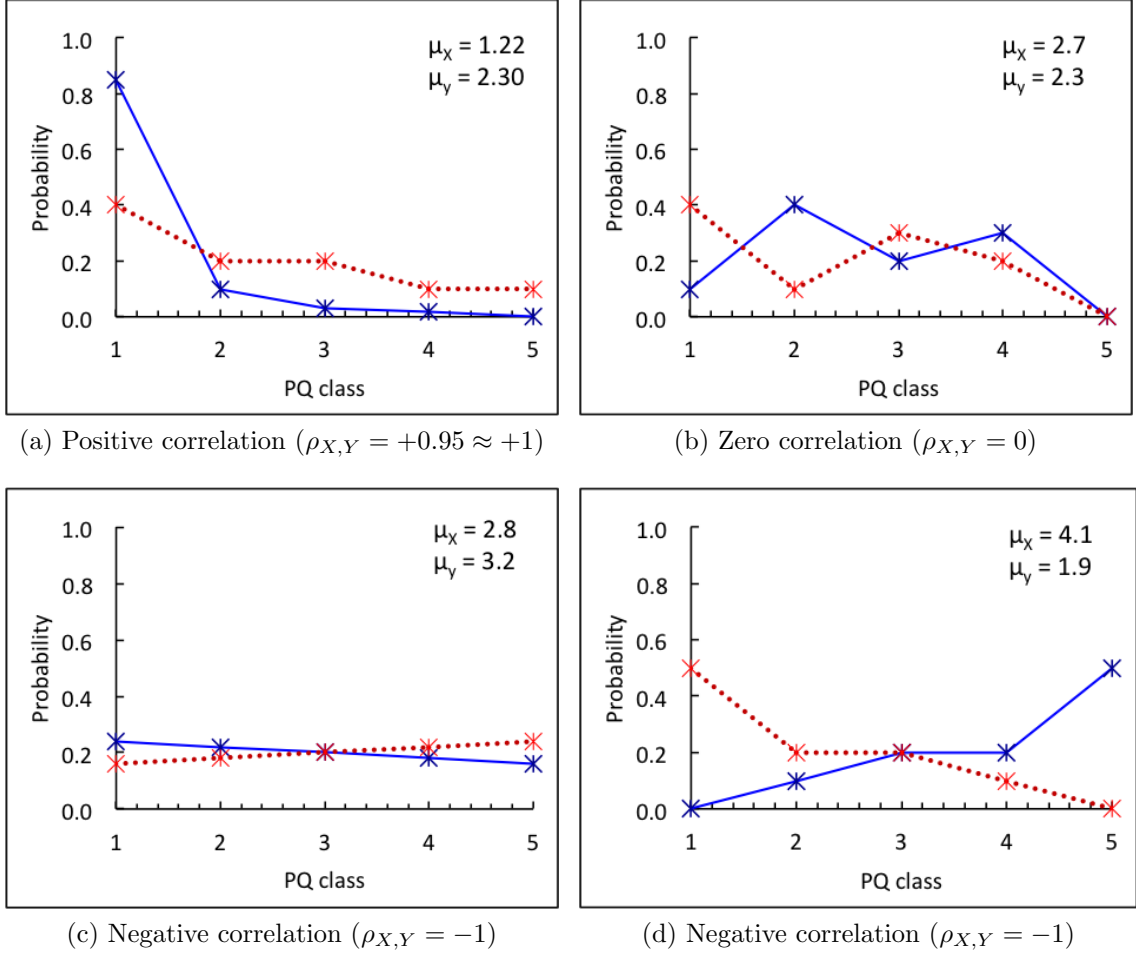 1.0
0.8
0.6
0.4
0.2
0.0
Probability
μX = 1.22
μy = 2.30
1 2 3 4 5
PQ class
(a) Positive correlation (ρX,Y = +0.95 ≈ +1)
1.0
0.8
0.6
0.4
0.2
0.0
Probability
μX = 2.7
μy = 2.3
1 2 3 4 5
PQ class
(b) Zero correlation (ρX,Y = 0)
1.0
0.8
0.6
0.4
0.2
0.0
Probability
μX = 2.8
μy = 3.2
1 2 3 4 5
PQ class
(c) Negative correlation (ρX,Y = −1)
1.0
0.8
0.6
0.4
0.2
0.0
Probability
μX = 4.1
μy = 1.9
1 2 3 4 5
PQ class
(d) Negative correlation (ρX,Y = −1)